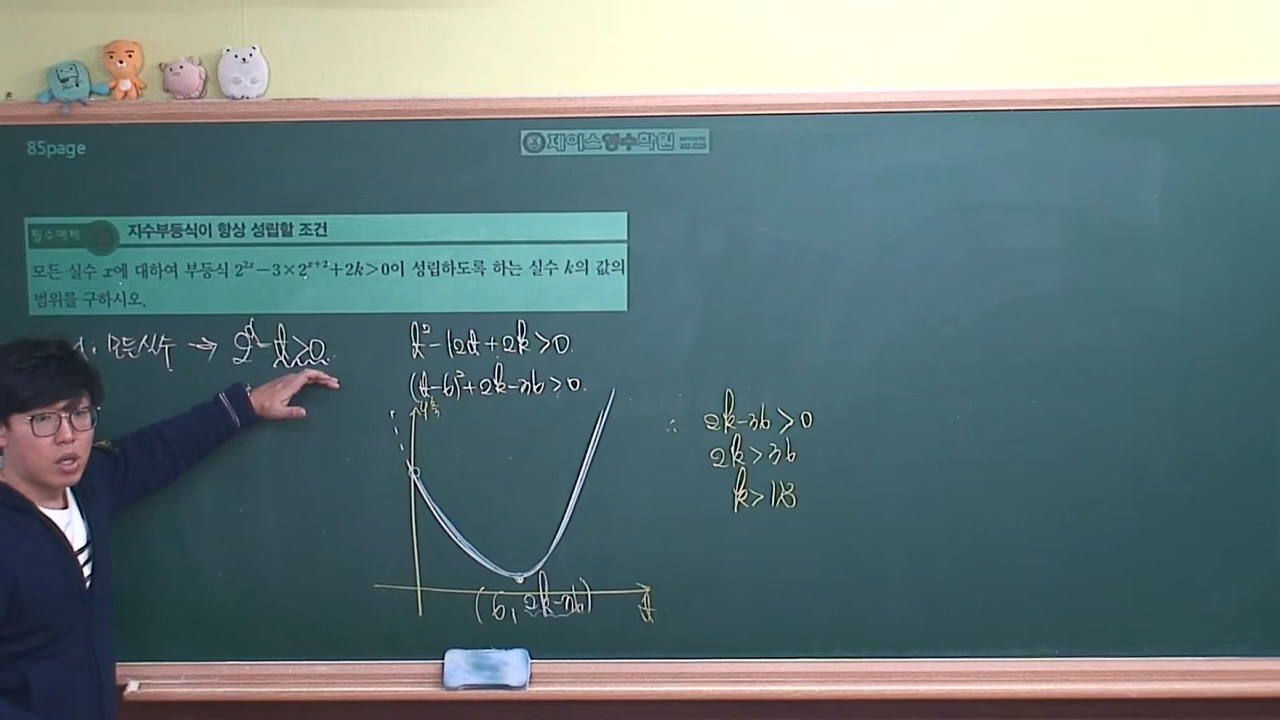 85page
제이스영수학원
필수예제
지수부등식이 항상 성립할 조건
모든 실수 x에 대하여 부등식 2^{2x}-3×2^{x+2}+2k>0이 성립하도록 하는 실수 k의 값의
범위를 구하시오.
모든실수 → 2^x=t>0.
t²-12t+2k>0.
(t-6)²+2k-36>0.
y축
(6, 2k-36)
t
∴ 2k-36>0
2k>36
k>18